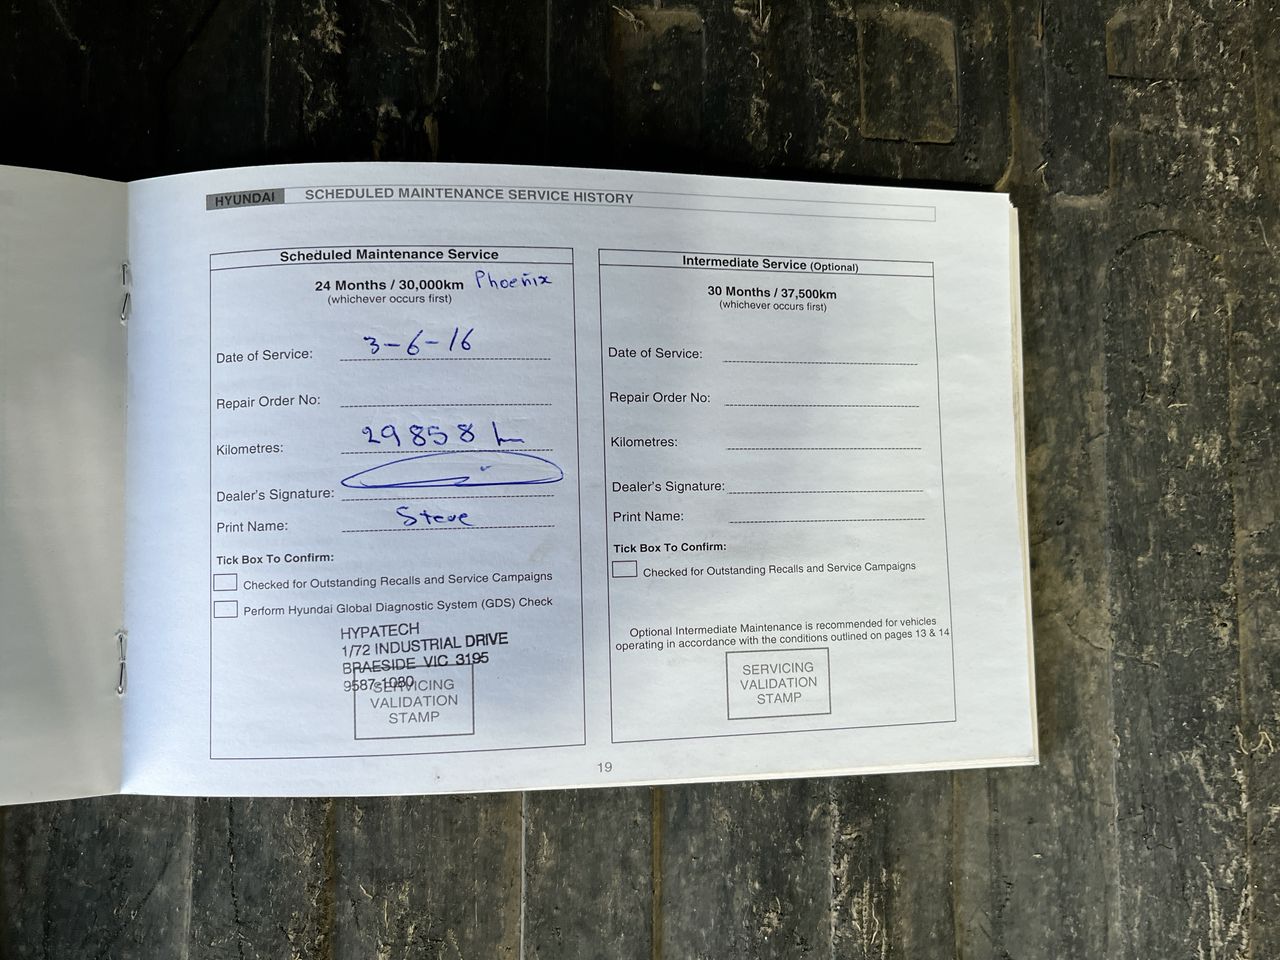 HYUNDAI SCHEDULED MAINTENANCE SERVICE HISTORY
Scheduled Maintenance Service
24 Months / 30,000km Phoenix
(whichever occurs first)
Date of Service: 3-6-16
Repair Order No:
Kilometres: 29858
Dealer's Signature:
Print Name: Steve
Tick Box To Confirm:
Checked for Outstanding Recalls and Service Campaigns
Perform Hyundai Global Diagnostic System (GDS) Check
HYPATECH
1/72 INDUSTRIAL DRIVE
BRAESIDE VIC 3195
9587-1080
SERVICING
VALIDATION
STAMP
Intermediate Service (Optional)
30 Months / 37,500km
(whichever occurs first)
Date of Service:
Repair Order No:
Kilometres:
Dealer's Signature:
Print Name:
Tick Box To Confirm:
Checked for Outstanding Recalls and Service Campaigns
Optional Intermediate Maintenance is recommended for vehicles
operating in accordance with the conditions outlined on pages 13 & 14
SERVICING
VALIDATION
STAMP
19